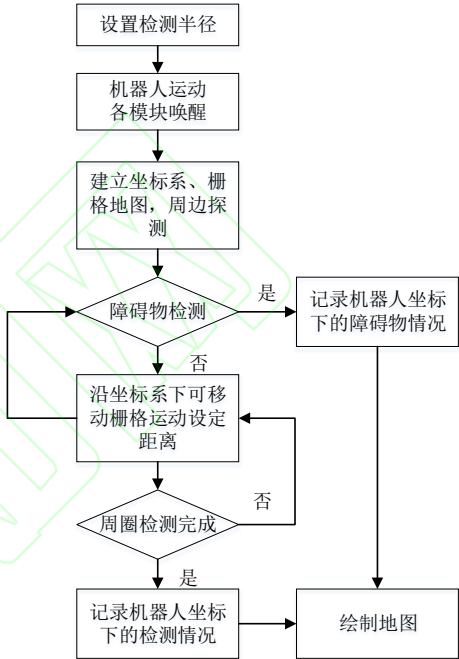 设置检测半径
机器人运动
各模块唤醒
建立坐标系、栅
格地图，周边探
测
障碍物检测
是
记录机器人坐标
下的障碍物情况
否
沿坐标系下可移
动栅格运动设定
距离
周圈检测完成
否
是
记录机器人坐标
下的检测情况
绘制地图